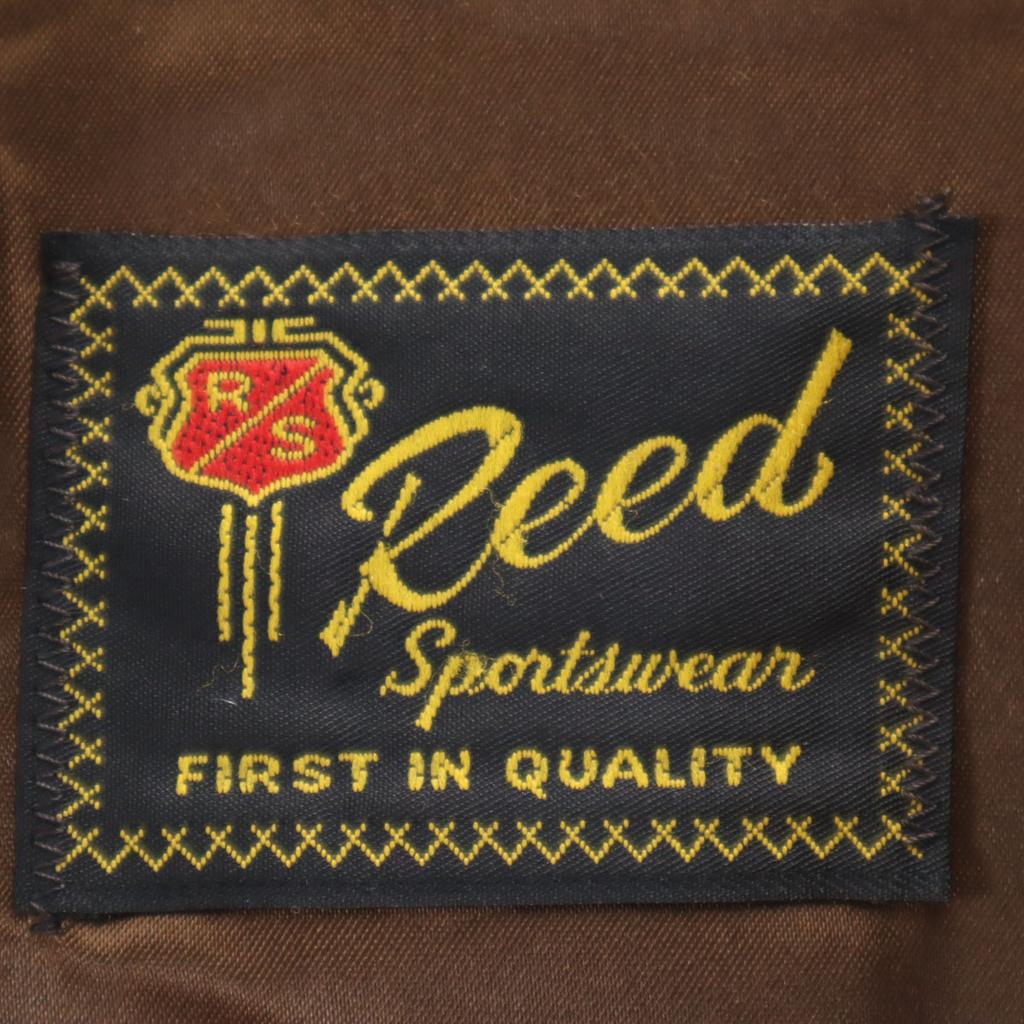 R S
Reed
Sportswear
FIRST IN QUALITY